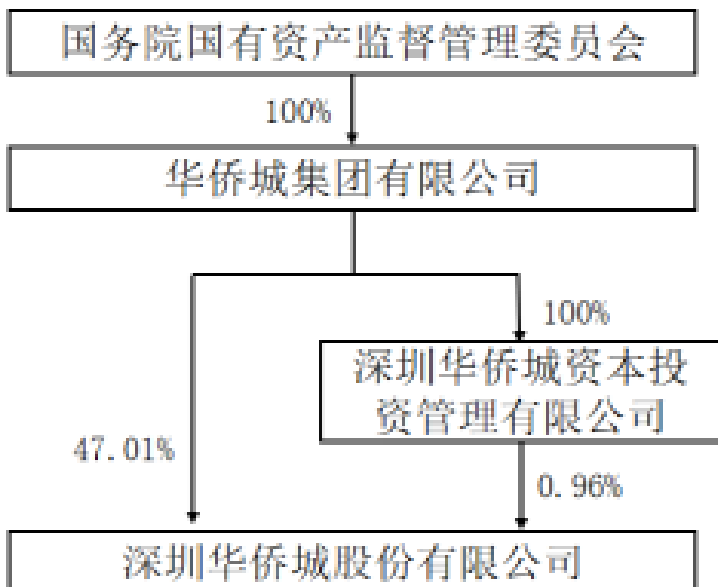 国务院国有资产监督管理委员会
100%
华侨城集团有限公司
100%
深圳华侨城资本投
资管理有限公司
47.01%
0.96%
深圳华侨城股份有限公司